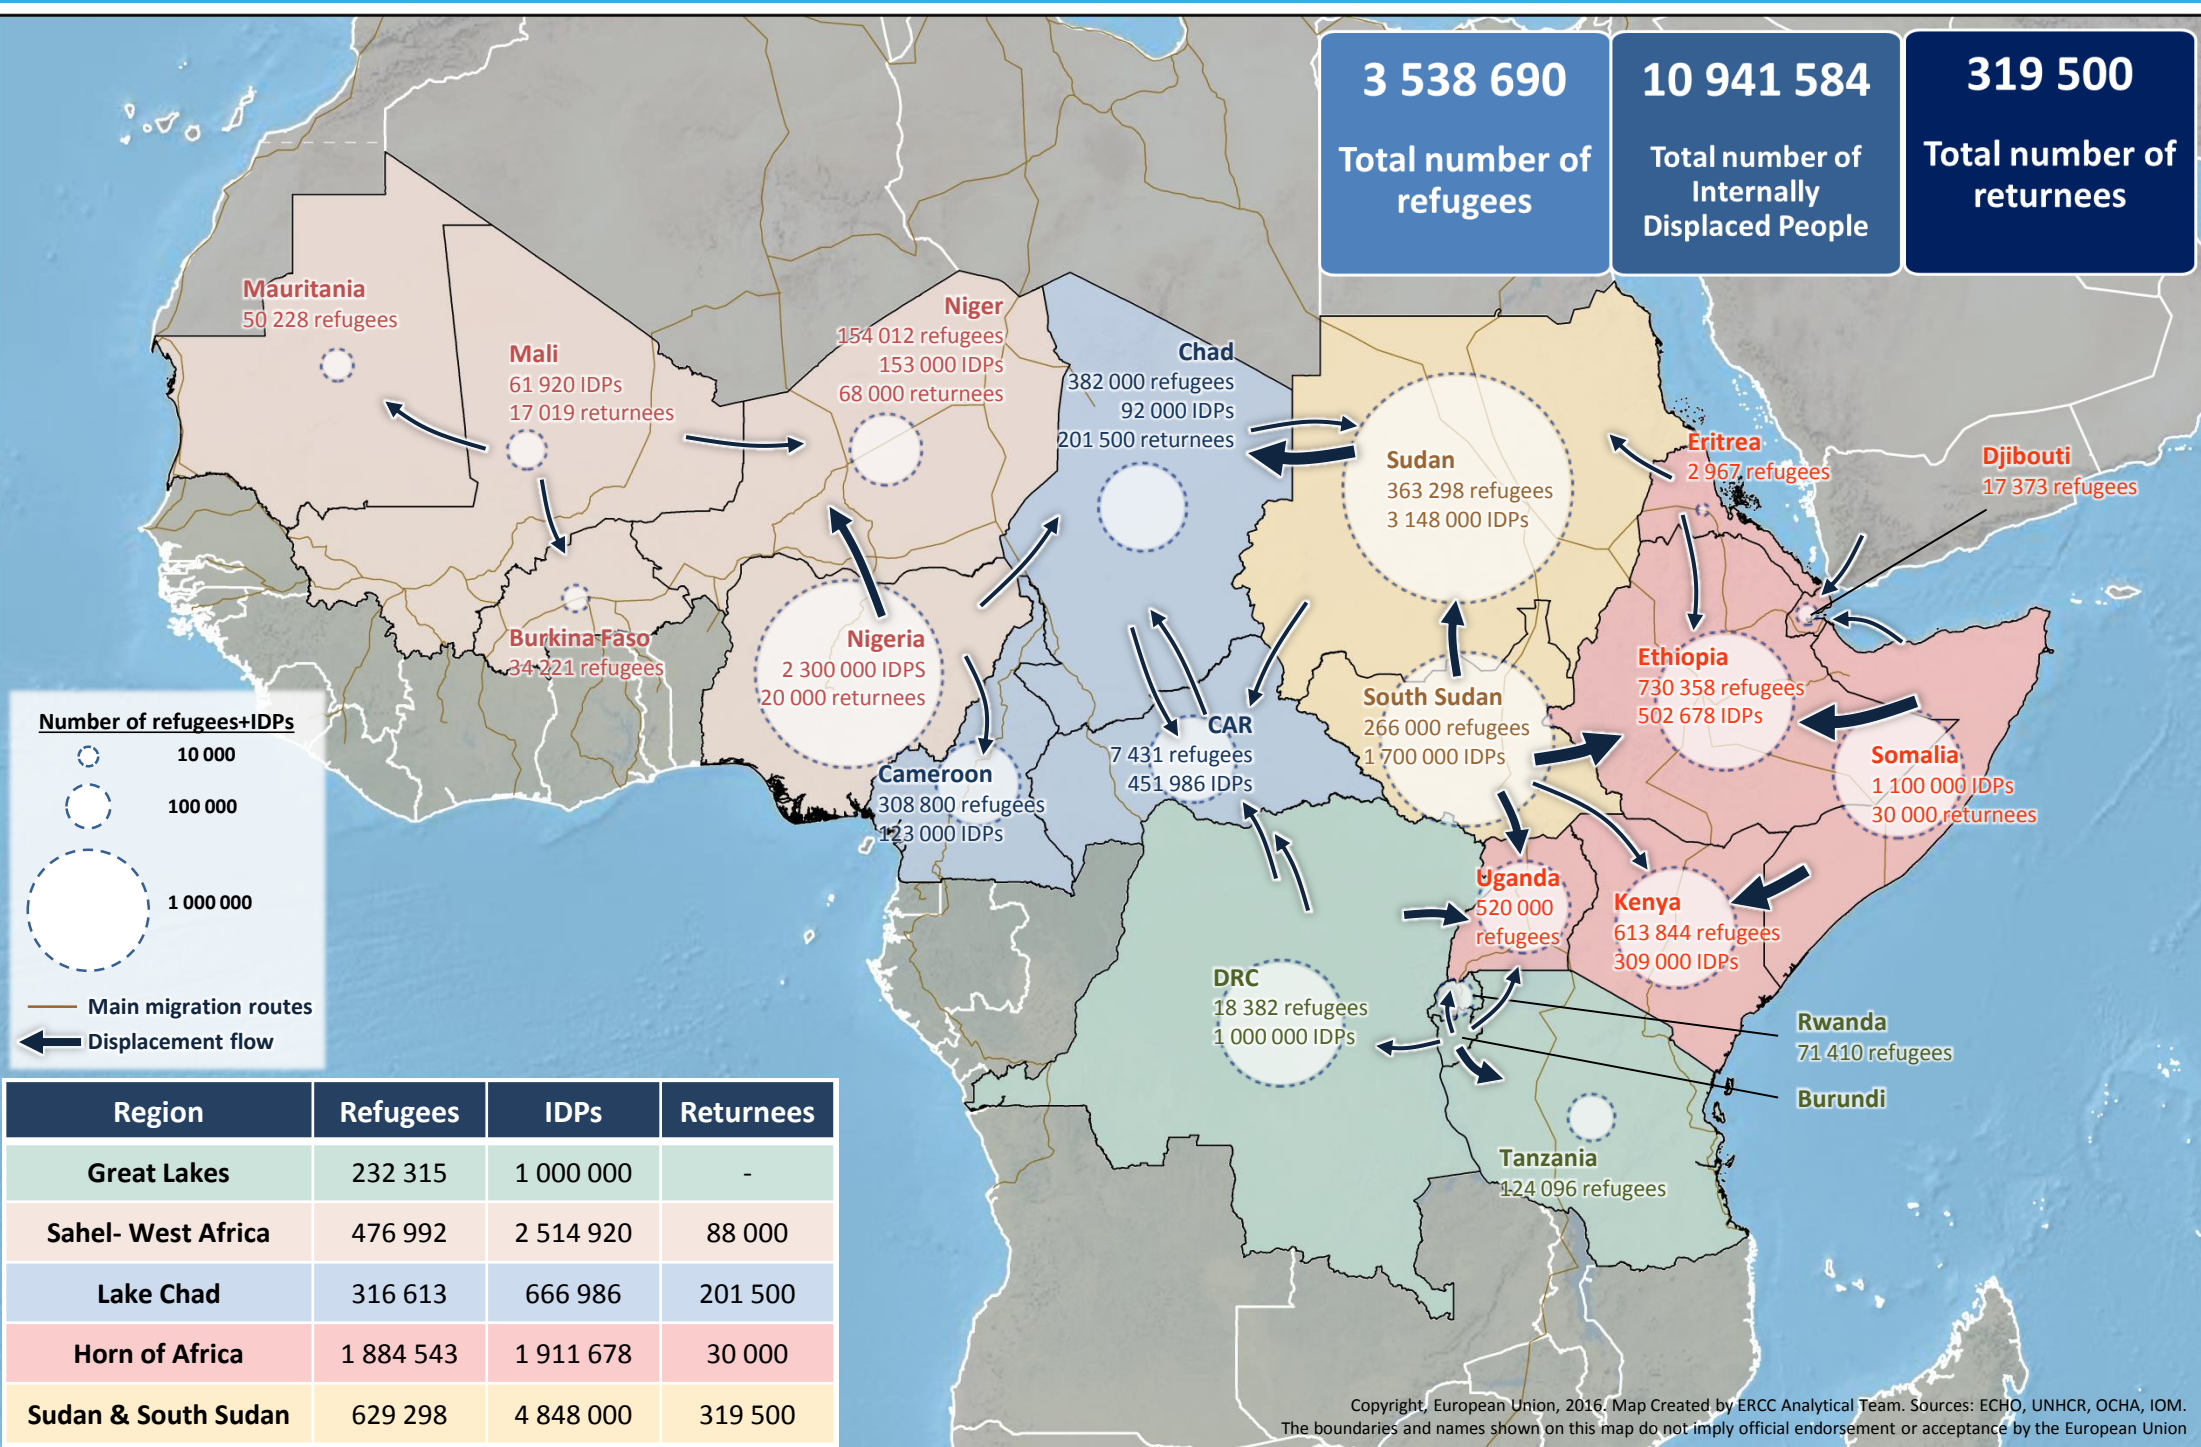 3 538 690
Total number of
refugees
10 941 584
Total number of
Internally
Displaced People
319 500
Total number of
returnees
Mauritania
50 228 refugees
Mali
61 920 IDPs
17 019 returnees
Niger
154 012 refugees
153 000 IDPs
68 000 returnees
Chad
382 000 refugees
92 000 IDPs
201 500 returnees
Sudan
363 298 refugees
3 148 000 IDPs
Eritrea
2 967 refugees
Djibouti
17 373 refugees
Burkina Faso
34 221 refugees
Nigeria
2 300 000 IDPS
20 000 returnees
Cameroon
308 800 refugees
123 000 IDPs
CAR
7 431 refugees
451 986 IDPs
South Sudan
266 000 refugees
1 700 000 IDPs
Ethiopia
730 358 refugees
502 678 IDPs
Somalia
1 100 000 IDPs
30 000 returnees
Uganda
520 000
refugees
Kenya
613 844 refugees
309 000 IDPs
DRC
18 382 refugees
1 000 000 IDPs
Rwanda
71 410 refugees
Burundi
Tanzania
124 096 refugees
Number of refugees+IDPs
10 000
100 000
1 000 000
Main migration routes
Displacement flow
Region Refugees IDPs Returnees
Great Lakes 232 315 1 000 000 -
Sahel- West Africa 476 992 2 514 920 88 000
Lake Chad 316 613 666 986 201 500
Horn of Africa 1 884 543 1 911 678 30 000
Sudan & South Sudan 629 298 4 848 000 319 500
Copyright, European Union, 2016. Map Created by ERCC Analytical Team. Sources: ECHO, UNHCR, OCHA, IOM.
The boundaries and names shown on this map do not imply official endorsement or acceptance by the European Union